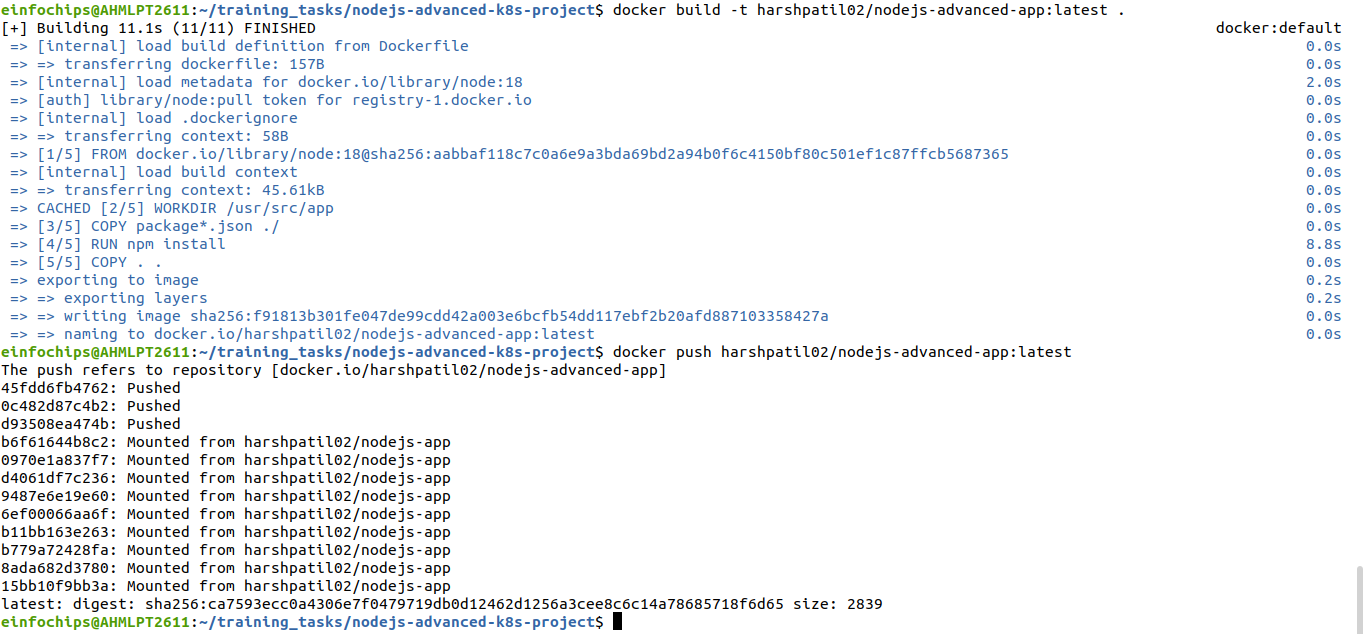 einfochips@AHMLPT2611:~/training_tasks/nodejs-advanced-k8s-project$ docker build -t harshpatil02/nodejs-advanced-app:latest .
[+] Building 11.1s (11/11) FINISHED docker:default
=> [internal] load build definition from Dockerfile 0.0s
=> => transferring dockerfile: 157B 0.0s
=> [internal] load metadata for docker.io/library/node:18 2.0s
=> [auth] library/node:pull token for registry-1.docker.io 0.0s
=> [internal] load .dockerignore 0.0s
=> => transferring context: 58B 0.0s
=> [1/5] FROM docker.io/library/node:18@sha256:aabbaf118c7c0a6e9a3bda69bd2a94b0f6c4150bf80c501ef1c87ffcb5687365 0.0s
=> [internal] load build context 0.0s
=> => transferring context: 45.61kB 0.0s
=> CACHED [2/5] WORKDIR /usr/src/app 0.0s
=> [3/5] COPY package*.json ./ 0.0s
=> [4/5] RUN npm install 8.8s
=> [5/5] COPY . . 0.0s
=> exporting to image 0.2s
=> => exporting layers 0.2s
=> => writing image sha256:f91813b301fe047de99cdd42a003e6bcfb54dd117ebf2b20afd887103358427a 0.0s
=> => naming to docker.io/harshpatil02/nodejs-advanced-app:latest 0.0s
einfochips@AHMLPT2611:~/training_tasks/nodejs-advanced-k8s-project$ docker push harshpatil02/nodejs-advanced-app:latest
The push refers to repository [docker.io/harshpatil02/nodejs-advanced-app]
45fdd6fb4762: Pushed
0c482d87c4b2: Pushed
d93508ea474b: Pushed
b6f61644b8c2: Mounted from harshpatil02/nodejs-app
0970e1a837f7: Mounted from harshpatil02/nodejs-app
d4061df7c236: Mounted from harshpatil02/nodejs-app
9487e6e19e60: Mounted from harshpatil02/nodejs-app
6ef00066aa6f: Mounted from harshpatil02/nodejs-app
b11bb163e263: Mounted from harshpatil02/nodejs-app
b779a72428fa: Mounted from harshpatil02/nodejs-app
8ada682d3780: Mounted from harshpatil02/nodejs-app
15bb10f9bb3a: Mounted from harshpatil02/nodejs-app
latest: digest: sha256:ca7593ecc0a4306e7f0479719db0d12462d1256a3cee8c6c14a78685718f6d65 size: 2839
einfochips@AHMLPT2611:~/training_tasks/nodejs-advanced-k8s-project$